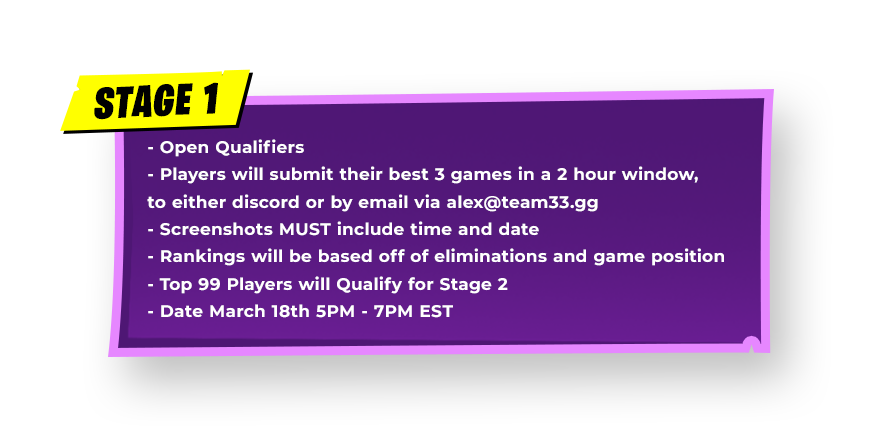 STAGE 1
- Open Qualifiers
- Players will submit their best 3 games in a 2 hour window,
to either discord or by email via alex@team33.gg
- Screenshots MUST include time and date
- Rankings will be based off of eliminations and game position
- Top 99 Players will Qualify for Stage 2
- Date March 18th 5PM - 7PM EST